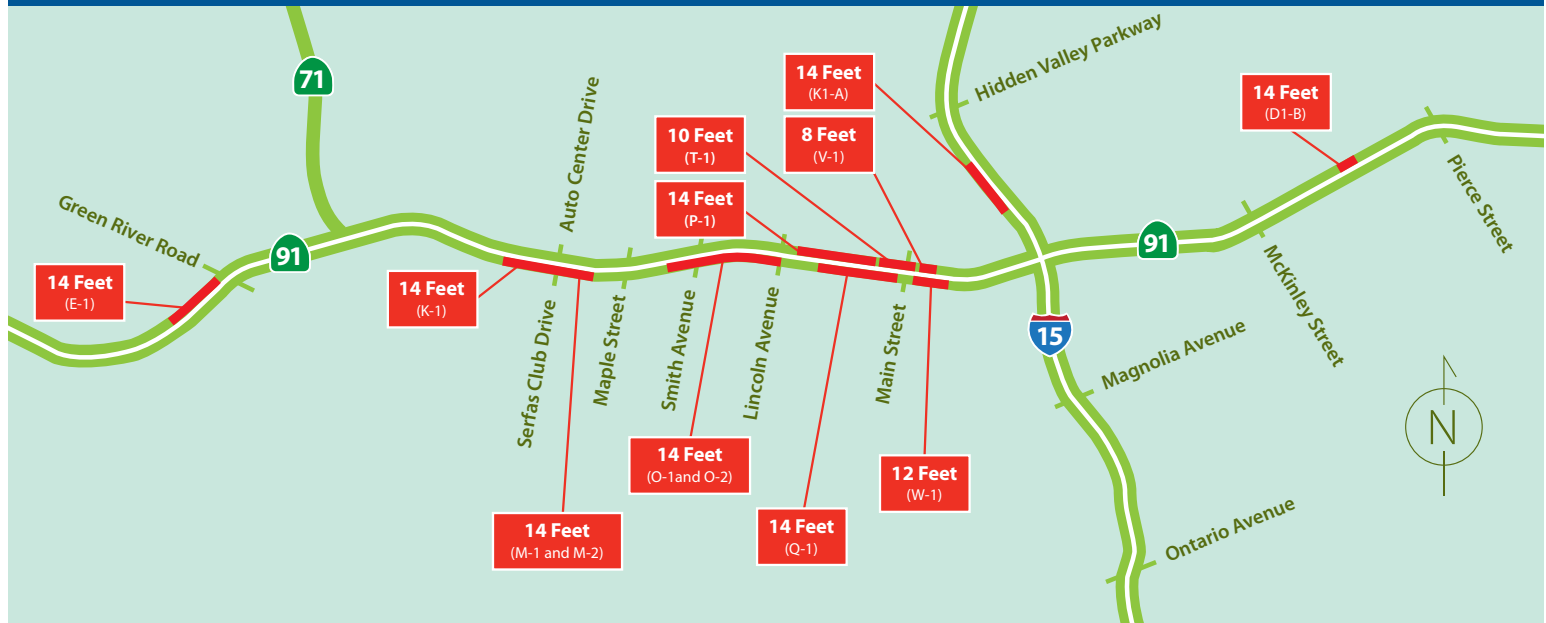 71
Hidden Valley Parkway
14 Feet
(K1-A)
14 Feet
(D1-B)
Auto Center Drive
10 Feet
(T-1)
8 Feet
(V-1)
Pierce Street
14 Feet
(P-1)
Green River Road
91
91
14 Feet
(E-1)
14 Feet
(K-1)
McKinley Street
Serfas Club Drive
Maple Street
Smith Avenue
Lincoln Avenue
Main Street
15
Magnolia Avenue
N
14 Feet
(O-1and O-2)
12 Feet
(W-1)
14 Feet
(M-1 and M-2)
14 Feet
(Q-1)
Ontario Avenue